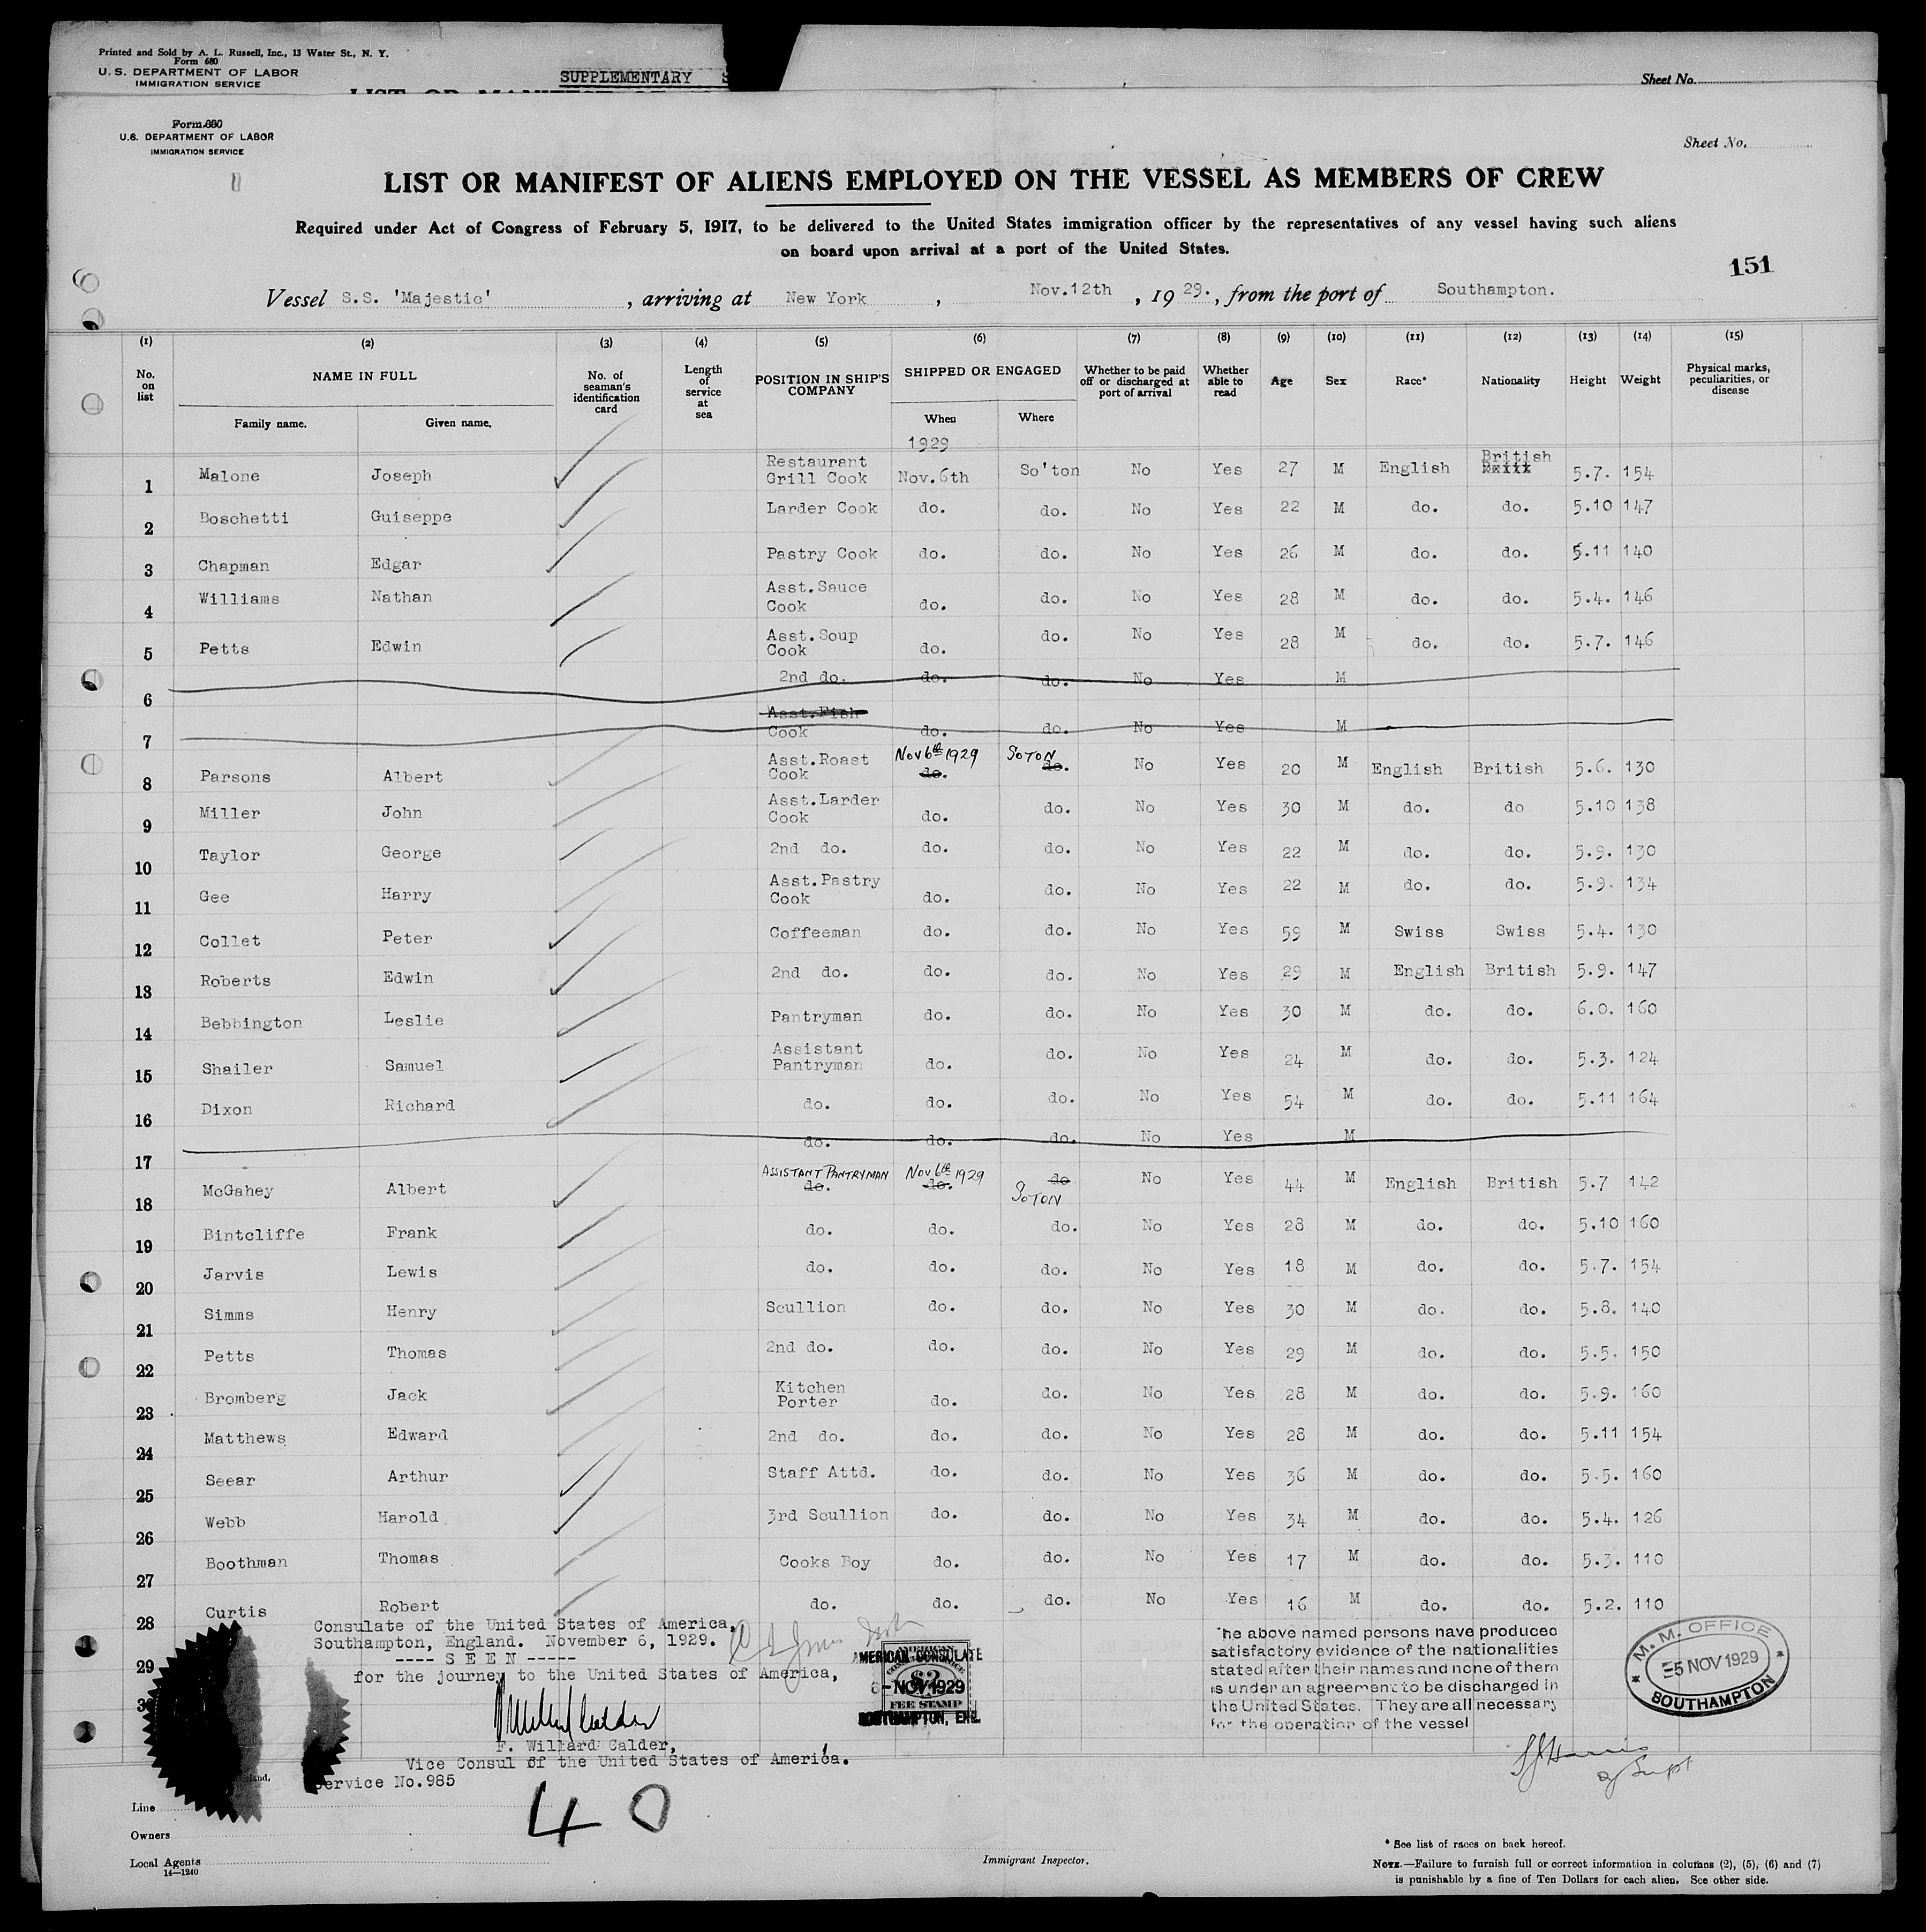 Printed and Sold by A. L. Russell, Inc., 13 Water St., N. Y.
Form 680
U. S. DEPARTMENT OF LABOR
IMMIGRATION SERVICE
SUPPLEMENTARY
Sheet No.
Form 680
U.S. DEPARTMENT OF LABOR
IMMIGRATION SERVICE
Sheet No.
LIST OR MANIFEST OF ALIENS EMPLOYED ON THE VESSEL AS MEMBERS OF CREW
Required under Act of Congress of February 5, 1917, to be delivered to the United States immigration officer by the representatives of any vessel having such aliens
on board upon arrival at a port of the United States.
151
Vessel S.S. 'Majestic' , arriving at New York , Nov.12th , 19 29. , from the port of Southampton.
(1) (2) (3) (4) (5) (6) (7) (8) (9) (10) (11) (12) (13) (14) (15)
No. on list NAME IN FULL No. of seaman's identification card Length of service at sea POSITION IN SHIP'S COMPANY SHIPPED OR ENGAGED Whether to be paid off or discharged at port of arrival Whether able to read Age Sex Race* Nationality Height Weight Physical marks, peculiarities, or disease
Family name. Given name. When Where
1929
1 Malone Joseph Restaurant Grill Cook Nov.6th So'ton No Yes 27 M English British 5.7. 154
2 Boschetti Guiseppe Larder Cook do. do. No Yes 22 M do. do. 5.10 147
3 Chapman Edgar Pastry Cook do. do. No Yes 26 M do. do. 5.11 140
4 Williams Nathan Asst.Sauce Cook do. do. No Yes 28 M do. do. 5.4. 146
5 Petts Edwin Asst.Soup Cook do. do. No Yes 28 M do. do. 5.7. 146
6 2nd do. do. do. No Yes M
7 Asst.Fish Cook do. do. No Yes M
8 Parsons Albert Asst.Roast Cook Nov 6th 1929 do. SOTON do. No Yes 20 M English British 5.6. 130
9 Miller John Asst.Larder Cook do. do. No Yes 30 M do. do 5.10 138
10 Taylor George 2nd do. do. do. No Yes 22 M do. do. 5.9. 130
11 Gee Harry Asst.Pastry Cook do. do. No Yes 22 M do. do. 5.9. 134
12 Collet Peter Coffeeman do. do. No Yes 59 M Swiss Swiss 5.4. 130
13 Roberts Edwin 2nd do. do. do. No Yes 29 M English British 5.9. 147
14 Bebbington Leslie Pantryman do. do. No Yes 30 M do. do. 6.0. 160
15 Shailer Samuel Assistant Pantryman do. do. No Yes 24 M do. do. 5.3. 124
16 Dixon Richard do. do. do. No Yes 54 M do. do. 5.11 164
17 do. do. do. No Yes M
18 McGahey Albert ASSISTANT PANTRYMAN do. Nov 6th 1929 do. do SOTON No Yes 44 M English British 5.7 142
19 Bintcliffe Frank do. do. do. No Yes 28 M do. do. 5.10 160
20 Jarvis Lewis do. do. do. No Yes 18 M do. do. 5.7. 154
21 Simms Henry Scullion do. do. No Yes 30 M do. do. 5.8. 140
22 Petts Thomas 2nd do. do. do. No Yes 29 M do. do. 5.5. 150
23 Bromberg Jack Kitchen Porter do. do. No Yes 28 M do. do. 5.9. 160
24 Matthews Edward 2nd do. do. do. No Yes 28 M do. do. 5.11 154
25 Seear Arthur Staff Attd. do. do. No Yes 36 M do. do. 5.5. 160
26 Webb Harold 3rd Scullion do. do. No Yes 34 M do. do. 5.4. 126
27 Boothman Thomas Cooks Boy do. do. No Yes 17 M do. do. 5.3. 110
28 Curtis Robert do. do. do. No Yes 16 M do. do. 5.2. 110
29
30
Consulate of the United States of America,
Southampton, England. November 6, 1929.
---- S E E N -----
for the journey to the United States of America,
F. Willard Calder,
Vice Consul of the United States of America.
Service No.985
AMERICAN CONSULATE
6-NOV 1929
FEE STAMP
SOUTHAMPTON, ENG.
The above named persons have produced
satisfactory evidence of the nationalities
stated after their names and none of them
is under an agreement to be discharged in
the United States. They are all necessary
for the operation of the vessel
M. M. OFFICE
5 NOV 1929
SOUTHAMPTON
40
Line
Owners
Local Agents
14—1240
Immigrant Inspector.
* See list of races on back hereof.
NOTE.—Failure to furnish full or correct information in columns (2), (5), (6) and (7)
is punishable by a fine of Ten Dollars for each alien. See other side.